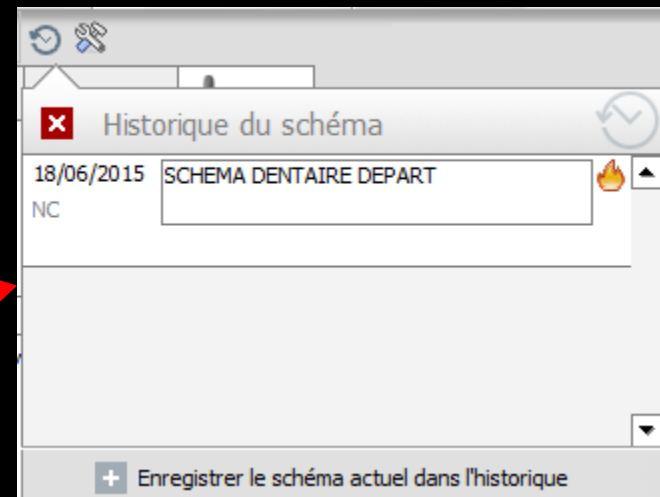 Historique du schéma
18/06/2015 SCHEMA DENTAIRE DEPART
NC
Enregistrer le schéma actuel dans l'historique